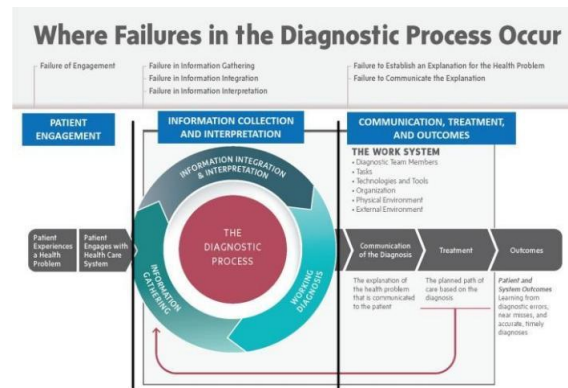 Where Failures in the Diagnostic Process Occur
Failure of Engagement
Failure in Information Gathering
Failure in Information Integration
Failure in Information Interpretation
Failure to Establish an Explanation for the Health Problem
Failure to Communicate the Explanation
PATIENT
ENGAGEMENT
INFORMATION COLLECTION
AND INTERPRETATION
COMMUNICATION, TREATMENT,
AND OUTCOMES
THE WORK SYSTEM
• Diagnostic Team Members
• Tasks
• Technologies and Tools
• Organization
• Physical Environment
• External Environment
INFORMATION INTEGRATION
& INTERPRETATION
THE
DIAGNOSTIC
PROCESS
INFORMATION
GATHERING
WORKING
DIAGNOSIS
Patient
Experiences
a Health
Problem
Patient
Engages with
Health Care
System
Communication
of the Diagnosis
Treatment
Outcomes
The explanation of
the health problem
that is communicated
to the patient
The planned path of
care based on the
diagnosis
Patient and
System Outcomes
Learning from
diagnostic errors,
near misses, and
accurate, timely
diagnoses